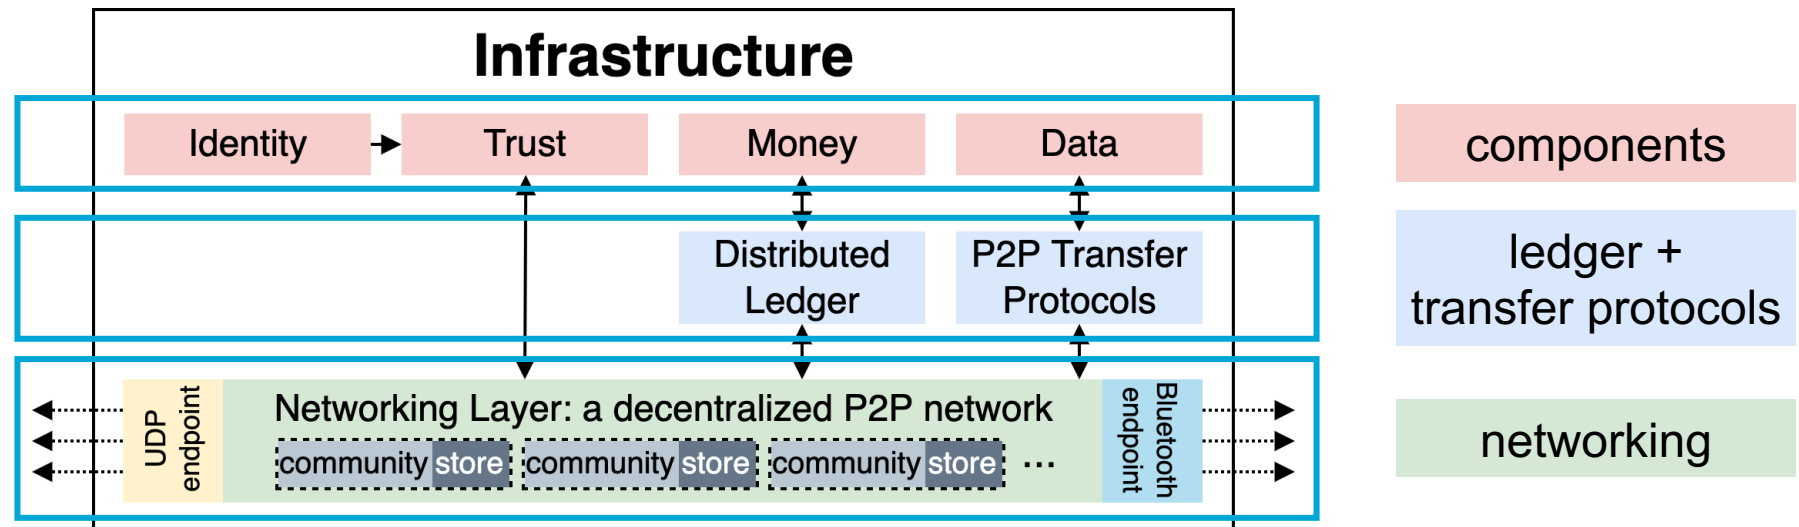 Infrastructure
Identity
Trust
Money
Data
components
Distributed
Ledger
P2P Transfer
Protocols
ledger +
transfer protocols
UDP
endpoint
Networking Layer: a decentralized P2P network
community store
community store
community store
...
Bluetooth
endpoint
networking